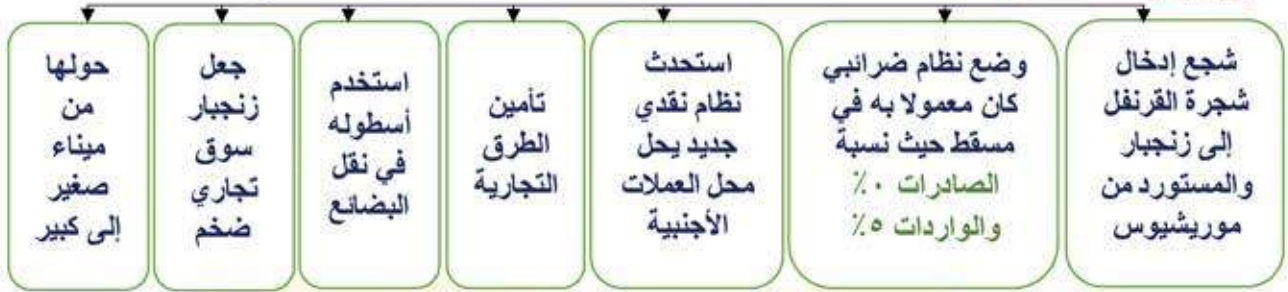 شجع إدخال
شجرة القرنفل
إلى زنجبار
والمستورد من
موريشيوس
وضع نظام ضرائبي
كان معمولا به في
مسقط حيث نسبة
الصادرات ٠٪
والواردات ٥٪
استحدث
نظام نقدي
جديد يحل
محل العملات
الأجنبية
تأمين
الطرق
التجارية
استخدم
أسطوله
في نقل
البضائع
جعل
زنجبار
سوق
تجاري
ضخم
حولها
من
ميناء
صغير
إلى كبير